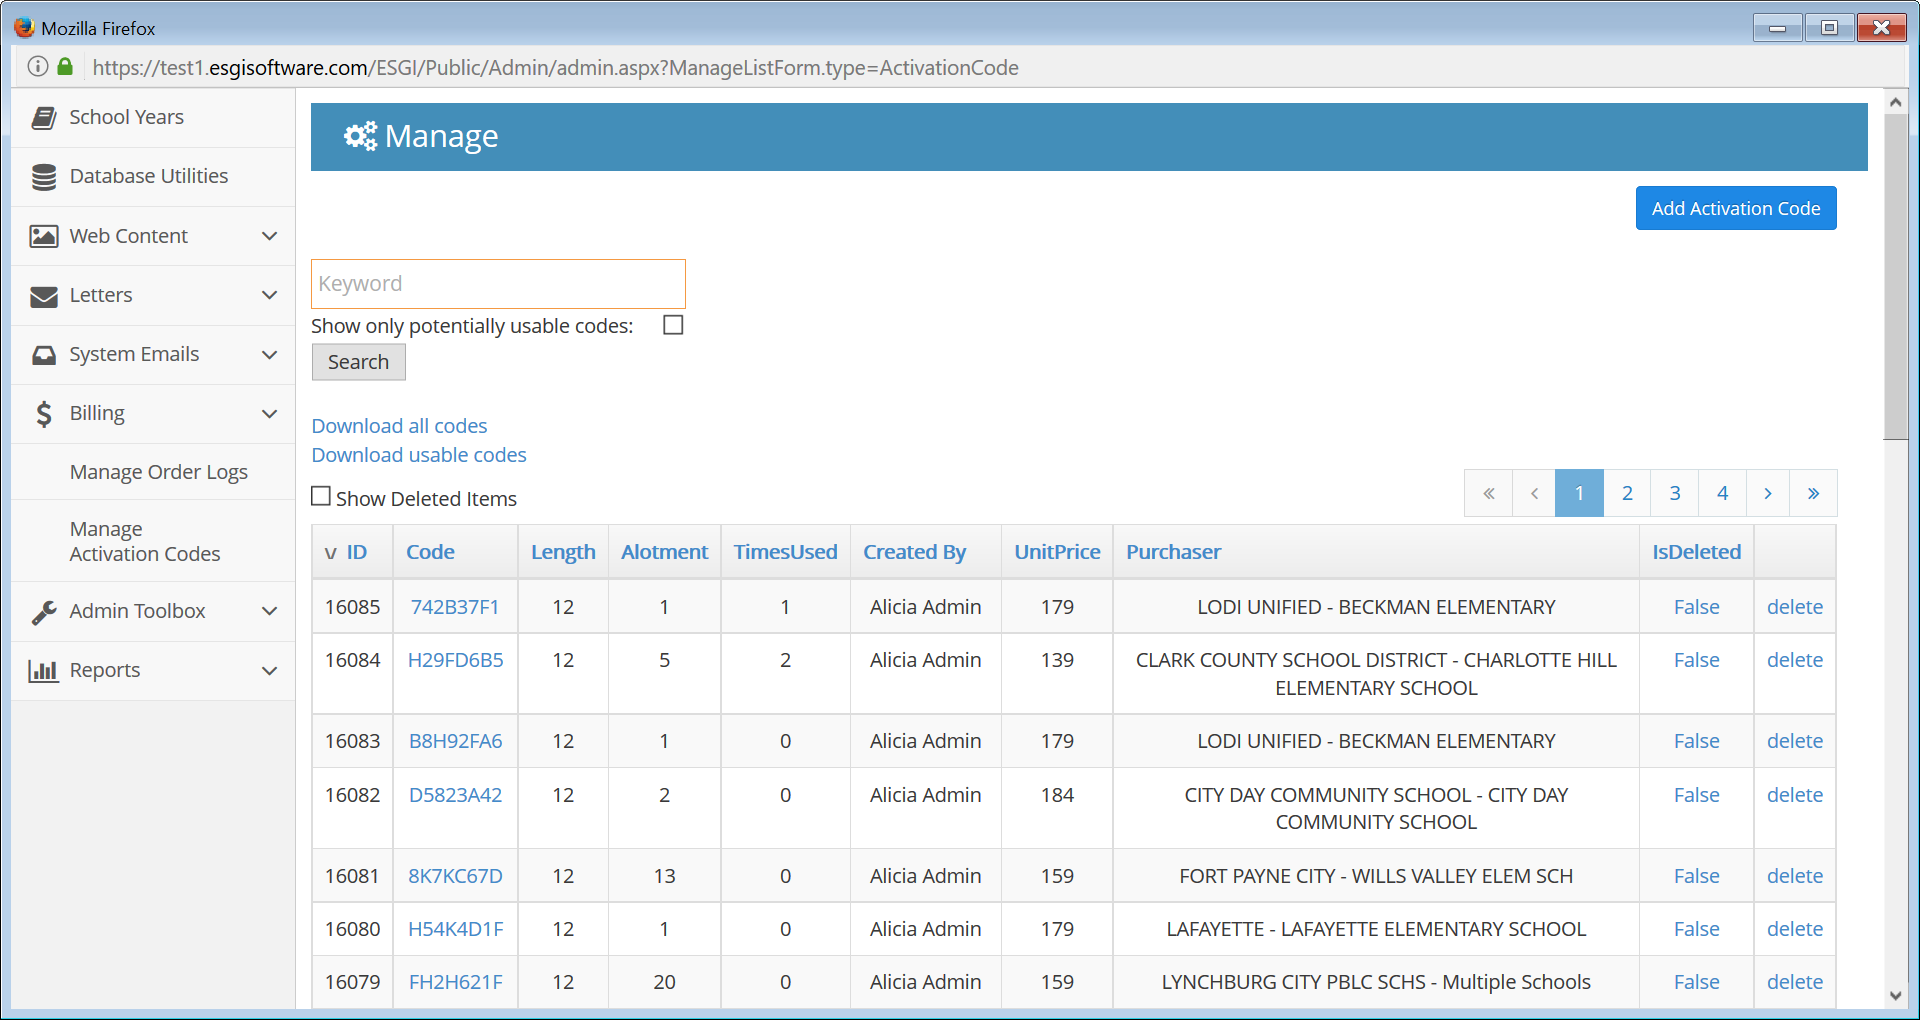 Mozilla Firefox
https://test1.esgisoftware.com/ESGI/Public/Admin/admin.aspx?ManageListForm.type=ActivationCode
School Years
Database Utilities
Web Content
Letters
System Emails
Billing
Manage Order Logs
Manage
Activation Codes
Admin Toolbox
Reports
Manage
Add Activation Code
Keyword
Show only potentially usable codes:
Search
Download all codes
Download usable codes
Show Deleted Items
« < 1 2 3 4 > »
v ID Code Length Alotment TimesUsed Created By UnitPrice Purchaser IsDeleted
16085 742B37F1 12 1 1 Alicia Admin 179 LODI UNIFIED - BECKMAN ELEMENTARY False delete
16084 H29FD6B5 12 5 2 Alicia Admin 139 CLARK COUNTY SCHOOL DISTRICT - CHARLOTTE HILL False delete
ELEMENTARY SCHOOL
16083 B8H92FA6 12 1 0 Alicia Admin 179 LODI UNIFIED - BECKMAN ELEMENTARY False delete
16082 D5823A42 12 2 0 Alicia Admin 184 CITY DAY COMMUNITY SCHOOL - CITY DAY False delete
COMMUNITY SCHOOL
16081 8K7KC67D 12 13 0 Alicia Admin 159 FORT PAYNE CITY - WILLS VALLEY ELEM SCH False delete
16080 H54K4D1F 12 1 0 Alicia Admin 179 LAFAYETTE - LAFAYETTE ELEMENTARY SCHOOL False delete
16079 FH2H621F 12 20 0 Alicia Admin 159 LYNCHBURG CITY PBLC SCHS - Multiple Schools False delete